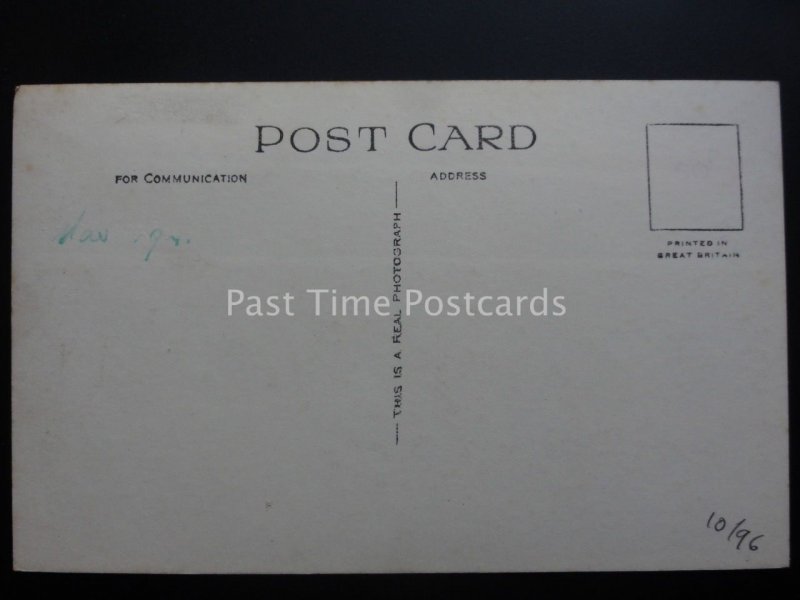 POST CARD
FOR COMMUNICATION
ADDRESS
PRINTED IN
GREAT BRITAIN
THIS IS A REAL PHOTOGRAPH
Past Time Postcards
10/96